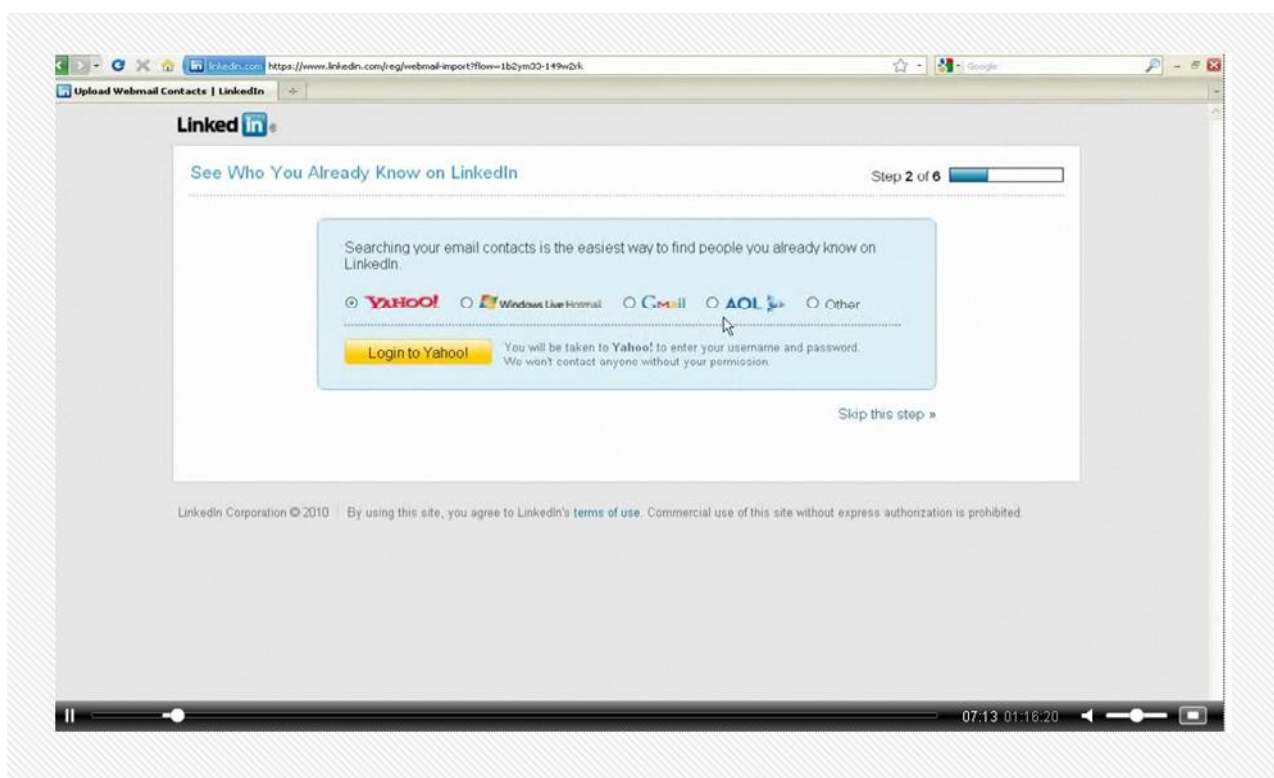 linkedin.com https://www.linkedin.com/reg/webmail-import?flow=1b2ym33-149w2rk Google
Upload Webmail Contacts | LinkedIn
Linked in
See Who You Already Know on LinkedIn
Step 2 of 6
Searching your email contacts is the easiest way to find people you already know on
LinkedIn.
YAHOO! Windows Live Hotmail Gmail AOL Other
Login to Yahoo!
You will be taken to Yahoo! to enter your username and password.
We won't contact anyone without your permission.
Skip this step »
LinkedIn Corporation © 2010 | By using this site, you agree to LinkedIn's terms of use. Commercial use of this site without express authorization is prohibited.
07:13 01:16:20